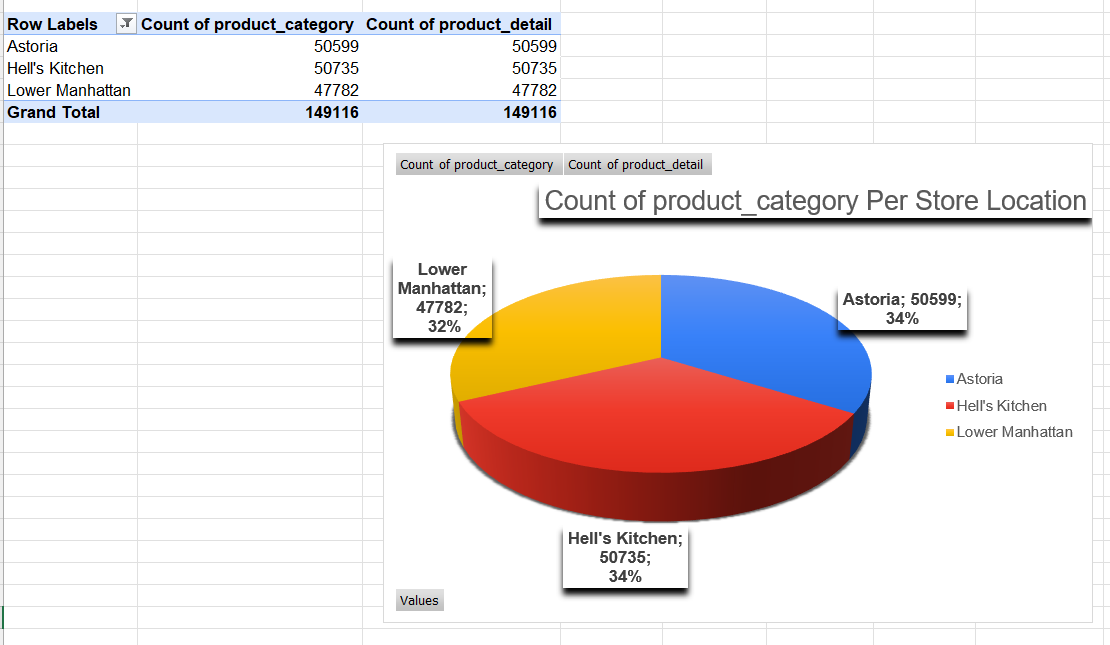 Row Labels Count of product_category Count of product_detail
Astoria 50599 50599
Hell's Kitchen 50735 50735
Lower Manhattan 47782 47782
Grand Total 149116 149116
Count of product_category Count of product_detail
Count of product_category Per Store Location
Lower
Manhattan;
47782;
32%
Astoria; 50599;
34%
Astoria
Hell's Kitchen
Lower Manhattan
Hell's Kitchen;
50735;
34%
Values